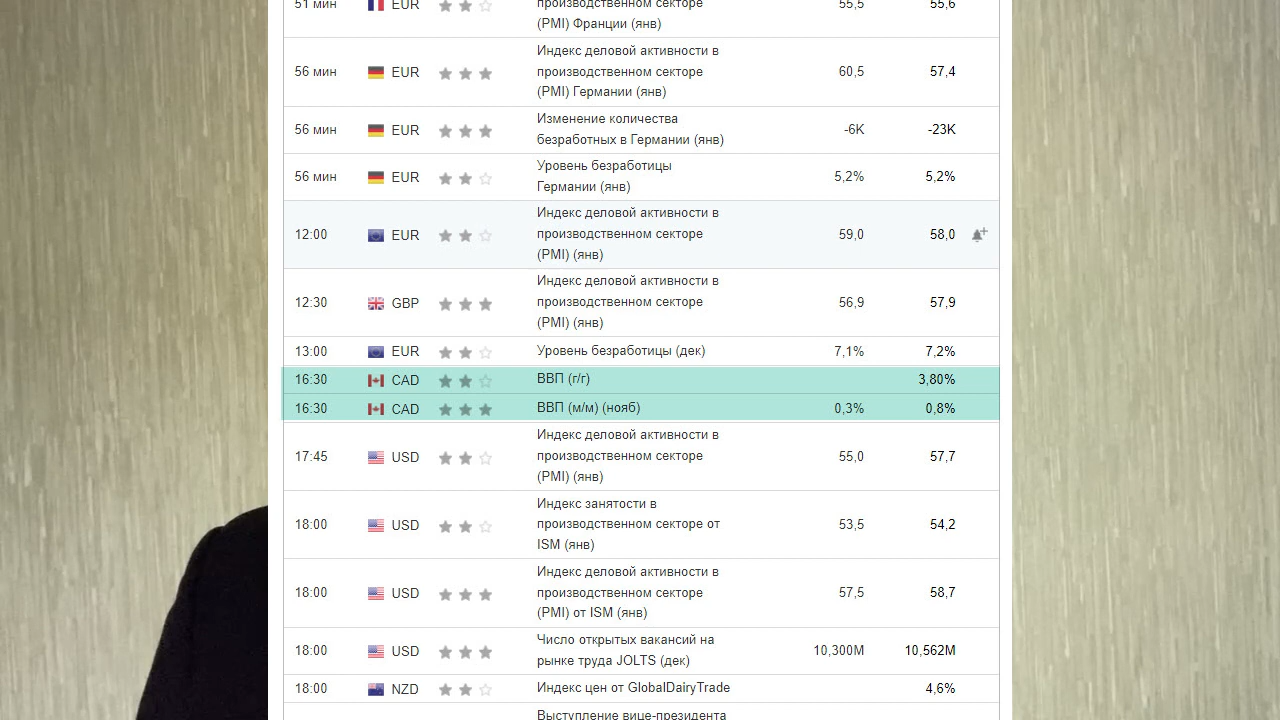 51 мин EUR производственном секторе 55,5 55,6
(PMI) Франции (янв)
Индекс деловой активности в
56 мин EUR производственном секторе 60,5 57,4
(PMI) Германии (янв)
Изменение количества
56 мин EUR безработных в Германии (янв) -6K -23K
Уровень безработицы
56 мин EUR Германии (янв) 5,2% 5,2%
Индекс деловой активности в
12:00 EUR производственном секторе 59,0 58,0
(PMI) (янв)
Индекс деловой активности в
12:30 GBP производственном секторе 56,9 57,9
(PMI) (янв)
13:00 EUR Уровень безработицы (дек) 7,1% 7,2%
16:30 CAD ВВП (г/г) 3,80%
16:30 CAD ВВП (м/м) (нояб) 0,3% 0,8%
Индекс деловой активности в
17:45 USD производственном секторе 55,0 57,7
(PMI) (янв)
Индекс занятости в
18:00 USD производственном секторе от 53,5 54,2
ISM (янв)
Индекс деловой активности в
18:00 USD производственном секторе 57,5 58,7
(PMI) от ISM (янв)
Число открытых вакансий на
18:00 USD рынке труда JOLTS (дек) 10,300M 10,562M
18:00 NZD Индекс цен от GlobalDairyTrade 4,6%
Выступление вице-президента